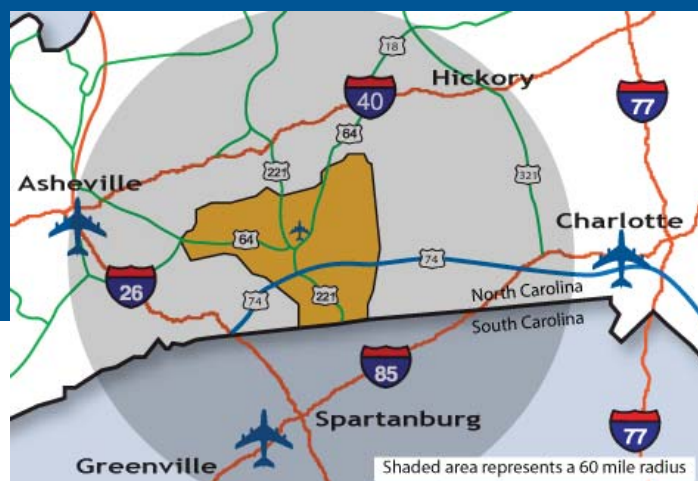 18
Hickory
40
77
64
221
321
Asheville
Charlotte
64
74
26
74
221
North Carolina
South Carolina
85
Spartanburg
77
Greenville
Shaded area represents a 60 mile radius